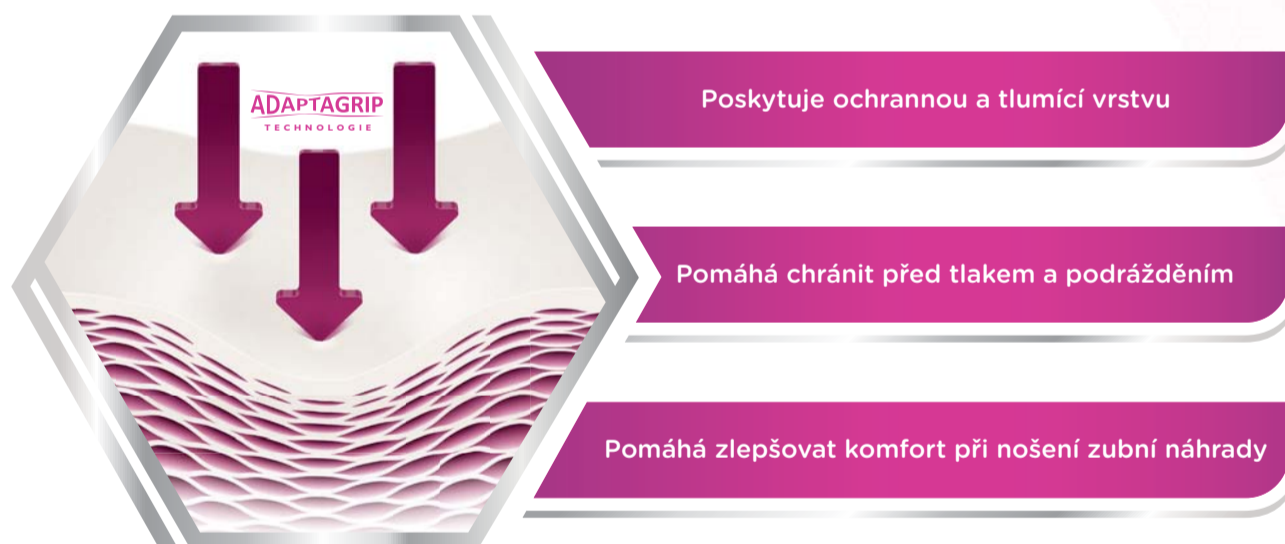 ADAPTAGRIP
TECHNOLOGIE
Poskytuje ochrannou a tlumící vrstvu
Pomáhá chránit před tlakem a podrážděním
Pomáhá zlepšovat komfort při nošení zubní náhrady